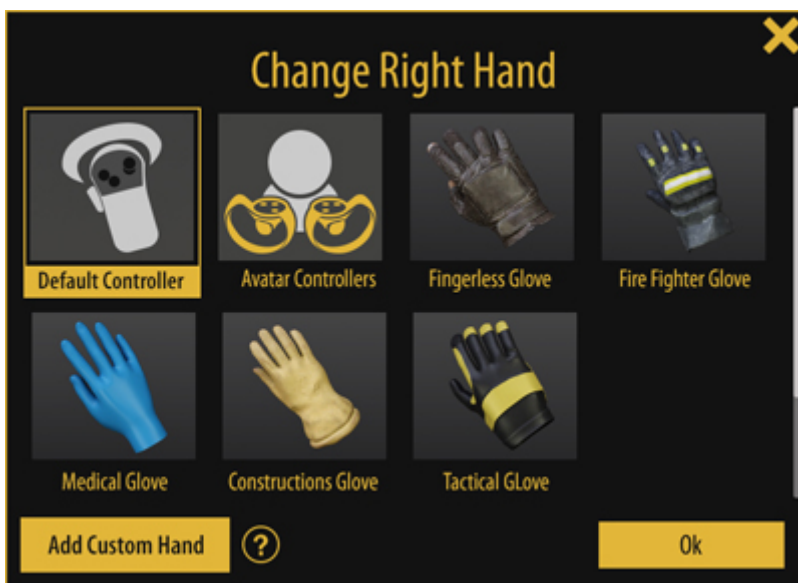 Change Right Hand
Default Controller
Avatar Controllers
Fingerless Glove
Fire Fighter Glove
Medical Glove
Constructions Glove
Tactical GLove
Add Custom Hand
?
Ok